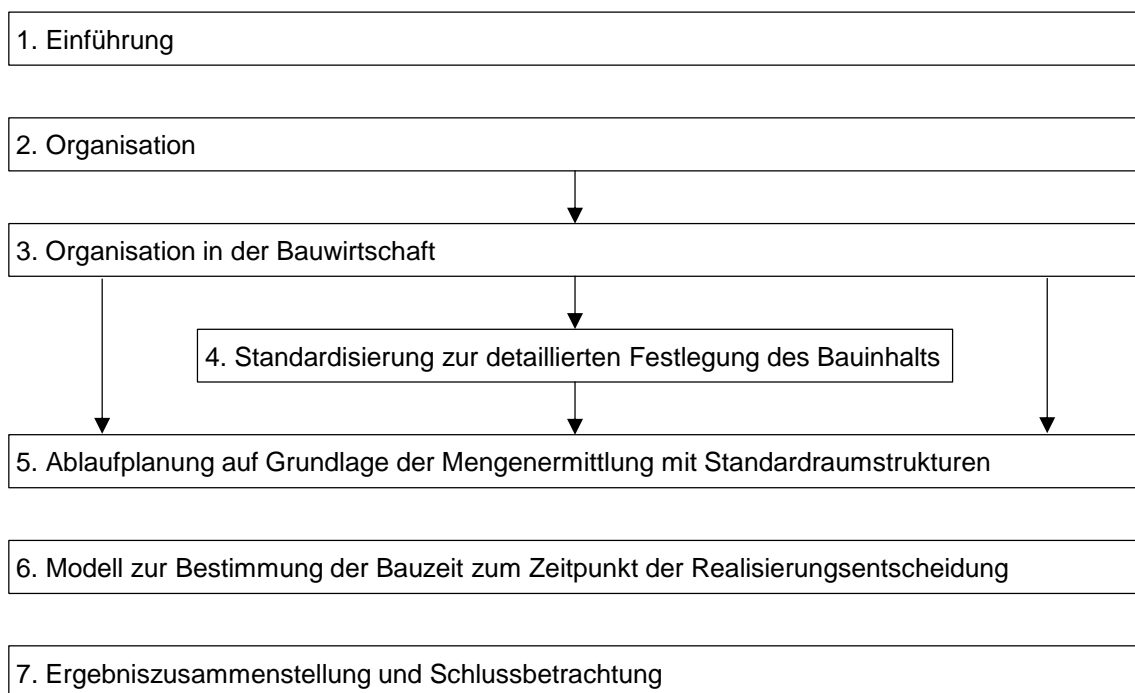 1. Einführung
2. Organisation
3. Organisation in der Bauwirtschaft
4. Standardisierung zur detaillierten Festlegung des Bauinhalts
5. Ablaufplanung auf Grundlage der Mengenermittlung mit Standardraumstrukturen
6. Modell zur Bestimmung der Bauzeit zum Zeitpunkt der Realisierungsentscheidung
7. Ergebniszusammenstellung und Schlussbetrachtung